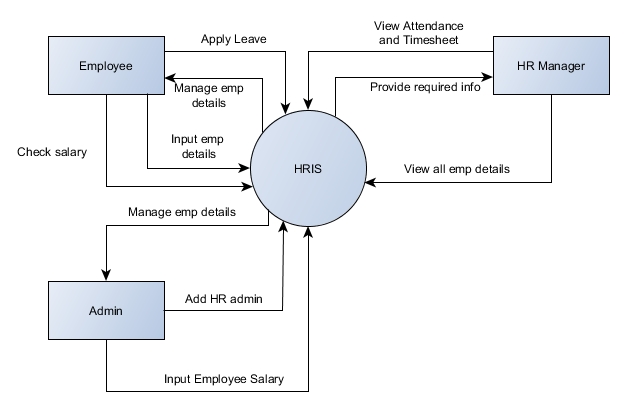 View Attendance
and Timesheet
Apply Leave
Employee
HR Manager
Manage emp
details
Provide required info
Input emp
details
Check salary
HRIS
View all emp details
Manage emp details
Add HR admin
Admin
Input Employee Salary